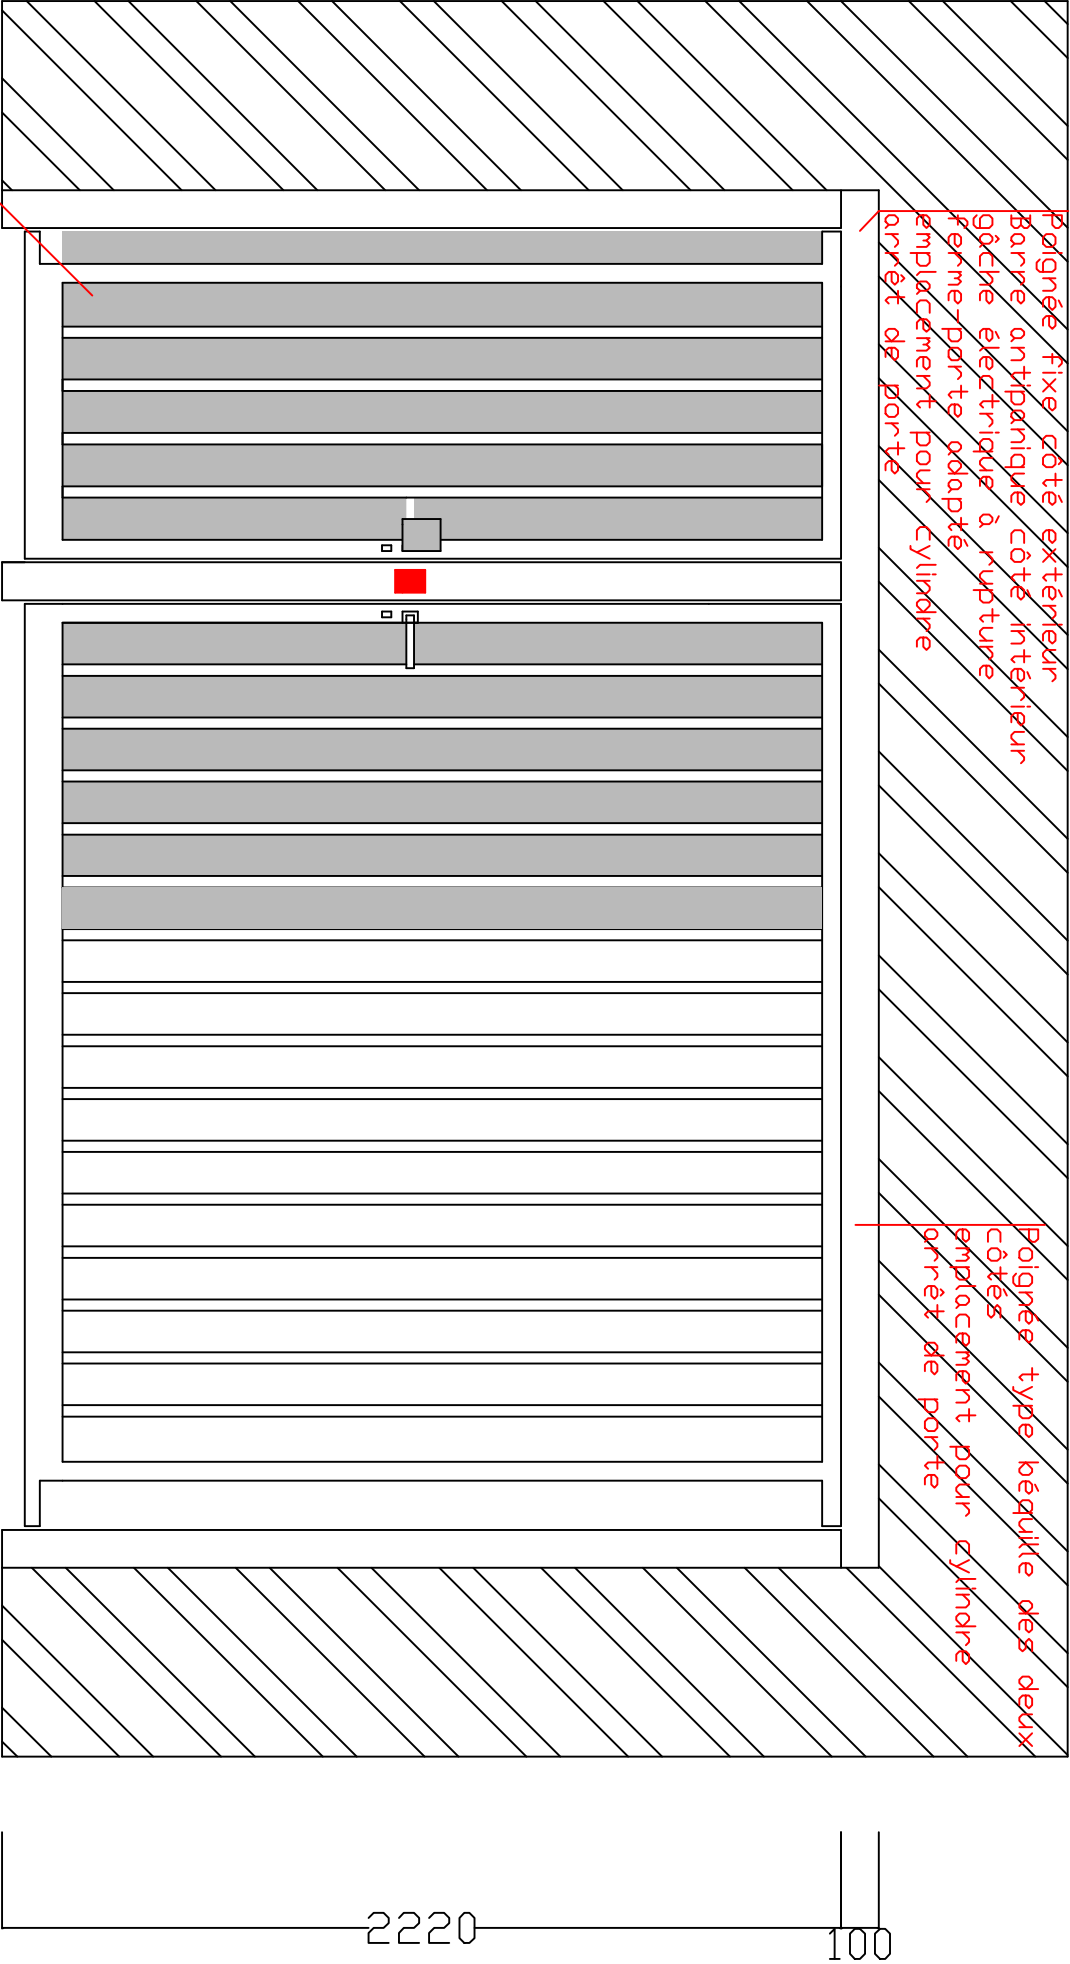 Poignée fixe côté extérieur
Barre antipanique côté intérieur
gâche électrique à rupture
ferme-porte adapté
emplacement pour cylindre
arrêt de porte
Poignée type béquille des deux
côtés
emplacement pour cylindre
arrêt de porte
2220
100